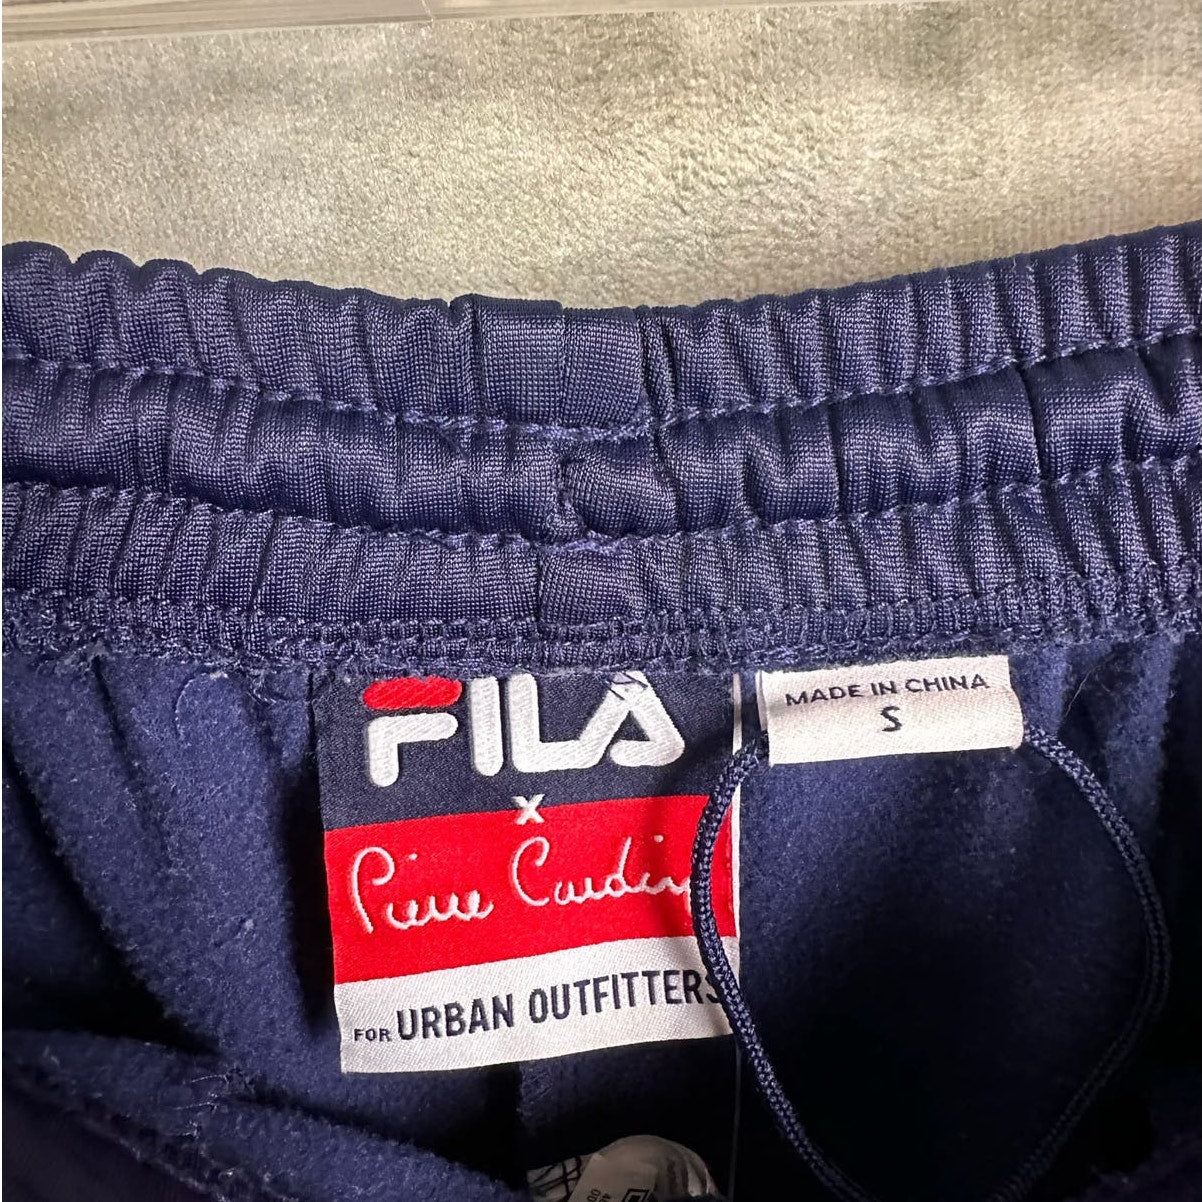 FILA
X
Pierre Cardin
FOR URBAN OUTFITTERS
MADE IN CHINA
S